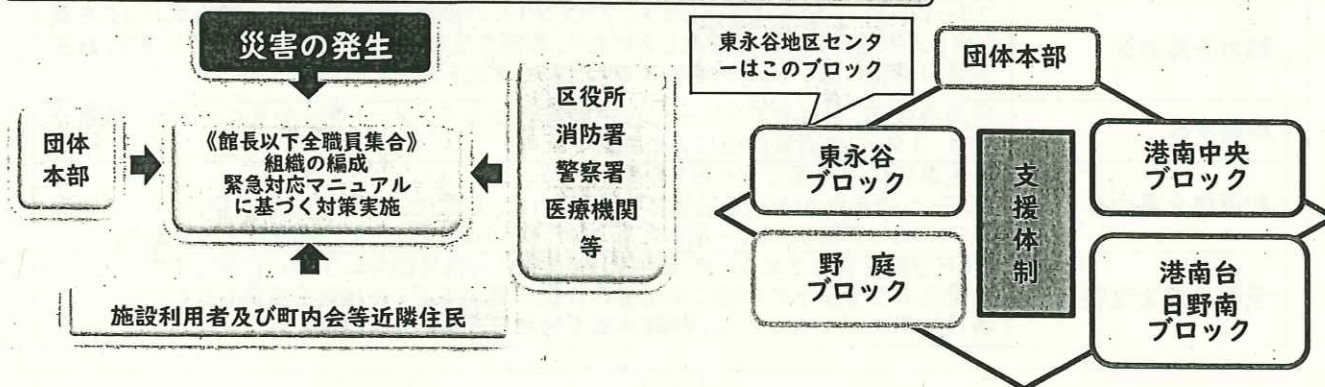 災害の発生
団体
本部
《館長以下全職員集合》
組織の編成
緊急対応マニュアル
に基づく対策実施
区役所
消防署
警察署
医療機関
等
施設利用者及び町内会等近隣住民
東永谷地区センタ
ーはこのブロック
団体本部
東永谷
ブロック
港南中央
ブロック
支援体制
野庭
ブロック
港南台
日野南
ブロック